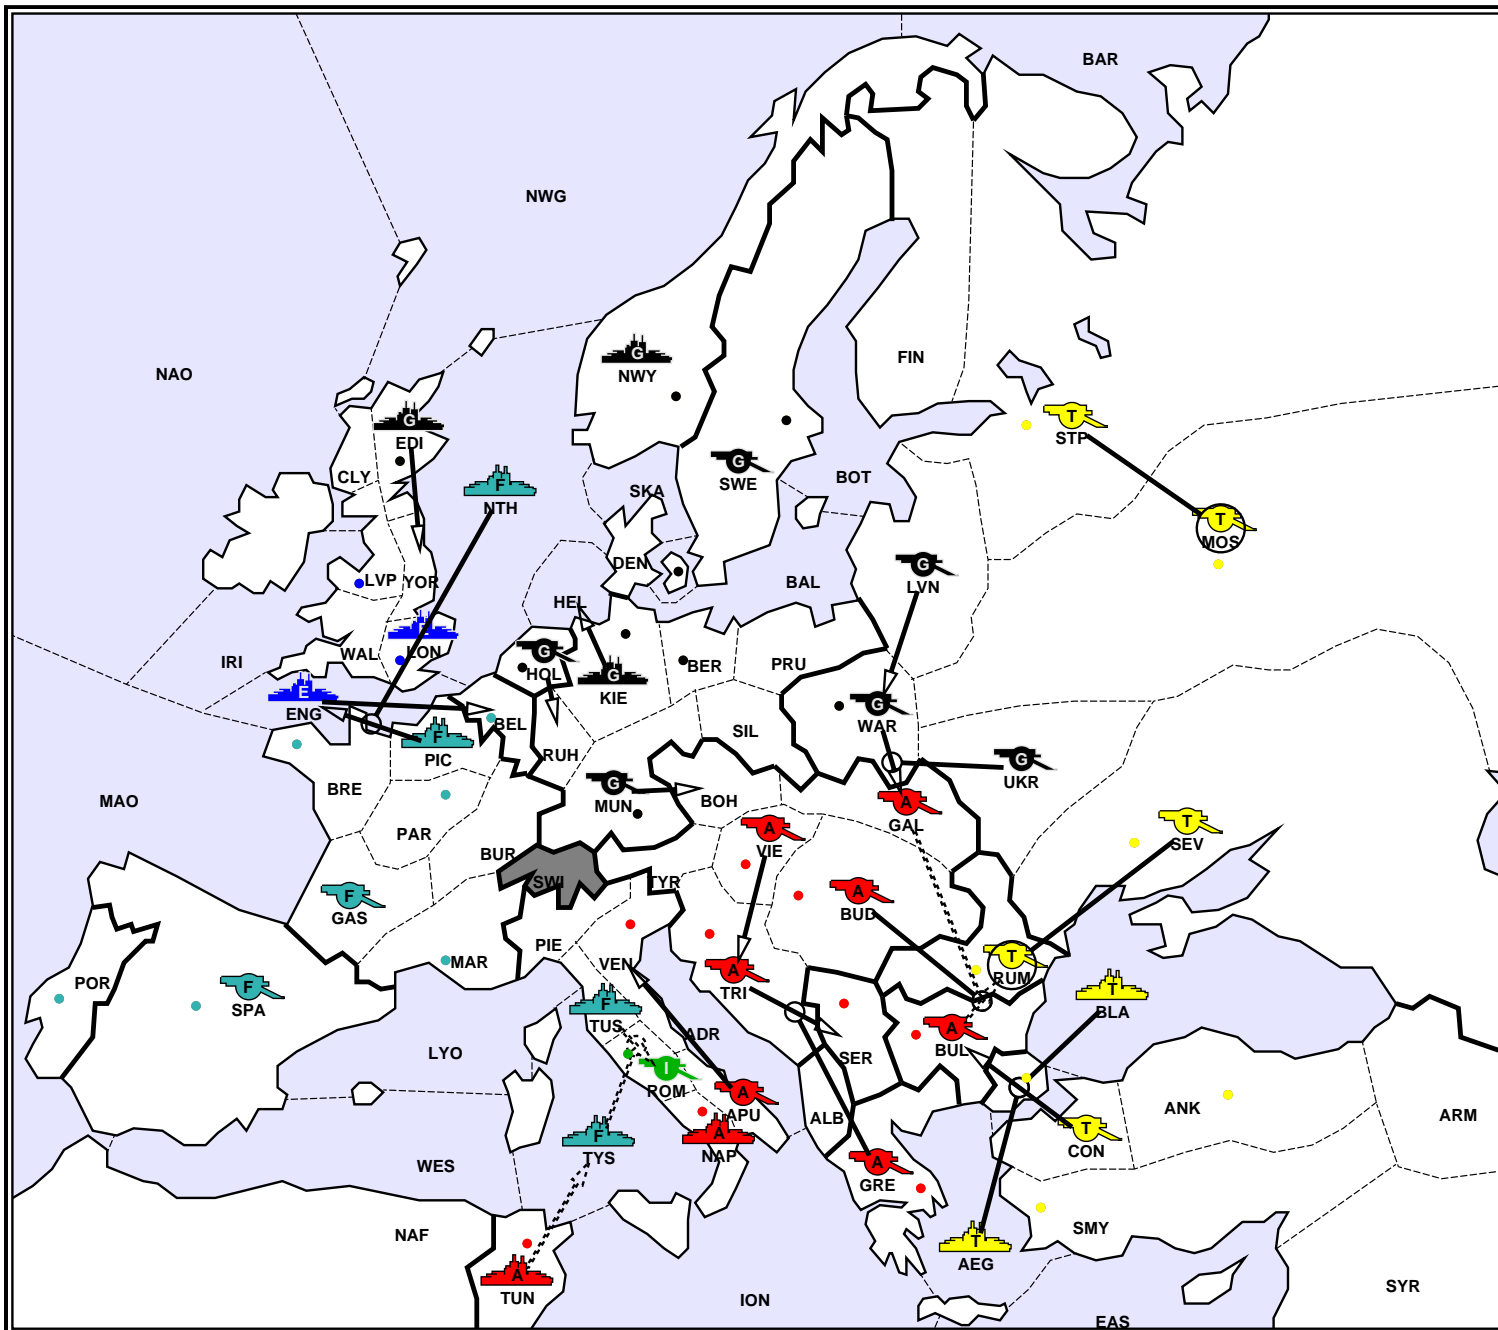 BAR
NWG
NAO
G
NWY
FIN
T
STP
G
EDI
CLY
F
NTH
SKA
G
SWE
BOT
T
MOS
DEN
G
LVN
LVP
YOR
BAL
HEL
IRI
WAL
LON
G
HOL
G
KIE
BER
PRU
E
ENG
F
PIC
BEL
RUH
SIL
G
WAR
G
UKR
MAO
BRE
G
MUN
BOH
A
GAL
PAR
A
VIE
T
SEV
BUR
SWI
TYR
F
GAS
A
BUD
PIE
VEN
MAR
POR
F
SPA
A
TRI
T
RUM
T
BLA
F
TUS
ADR
SER
A
BUL
LYO
I
ROM
A
APU
ALB
ANK
ARM
F
TYS
A
NAP
T
CON
WES
A
GRE
NAF
SMY
T
AEG
A
TUN
ION
SYR
EAS